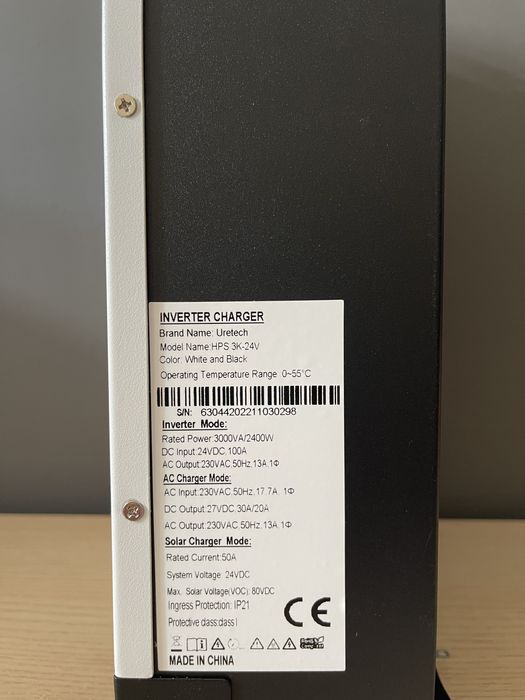 INVERTER CHARGER
Brand Name: Uretech
Model Name:HPS 3K-24V
Color: White and Black
Operating Temperature Range: 0~55°C
S/N: 63044202211030298
Inverter Mode:
Rated Power:3000VA/2400W
DC Input:24VDC,100A
AC Output:230VAC,50Hz,13A,1Φ
AC Charger Mode:
AC Input:230VAC,50Hz,17.7A, 1Φ
DC Output:27VDC,30A/20A
AC Output:230VAC,50Hz,13A,1Φ
Solar Charger Mode:
Rated Current:50A
System Voltage: 24VDC
Max. Solar Voltage(VOC): 80VDC
Ingress Protection: IP21
Protective class:class I
CE
MADE IN CHINA